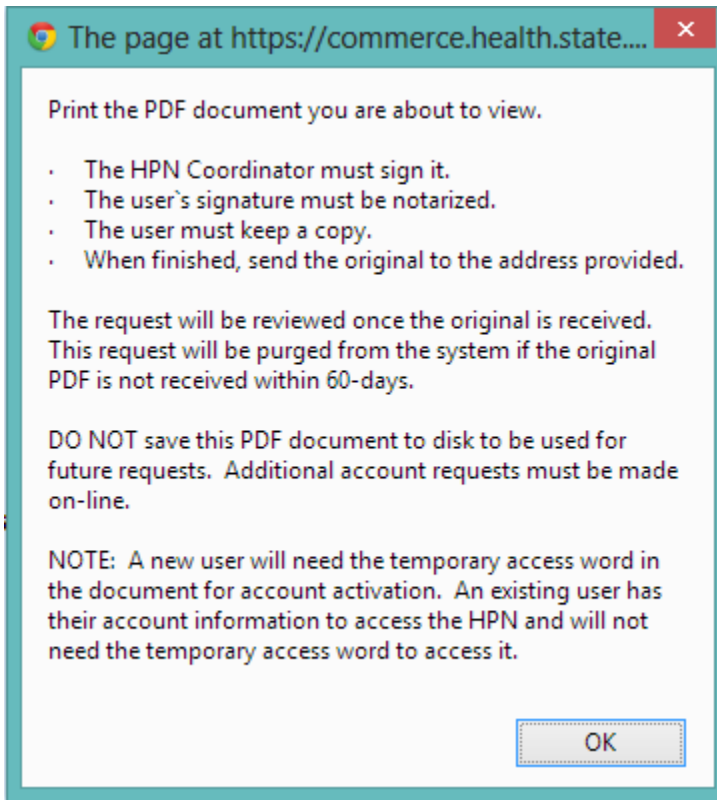 The page at https://commerce.health.state....
Print the PDF document you are about to view.
· The HPN Coordinator must sign it.
· The user`s signature must be notarized.
· The user must keep a copy.
· When finished, send the original to the address provided.
The request will be reviewed once the original is received.
This request will be purged from the system if the original
PDF is not received within 60-days.
DO NOT save this PDF document to disk to be used for
future requests.  Additional account requests must be made
on-line.
NOTE:  A new user will need the temporary access word in
the document for account activation.  An existing user has
their account information to access the HPN and will not
need the temporary access word to access it.
OK